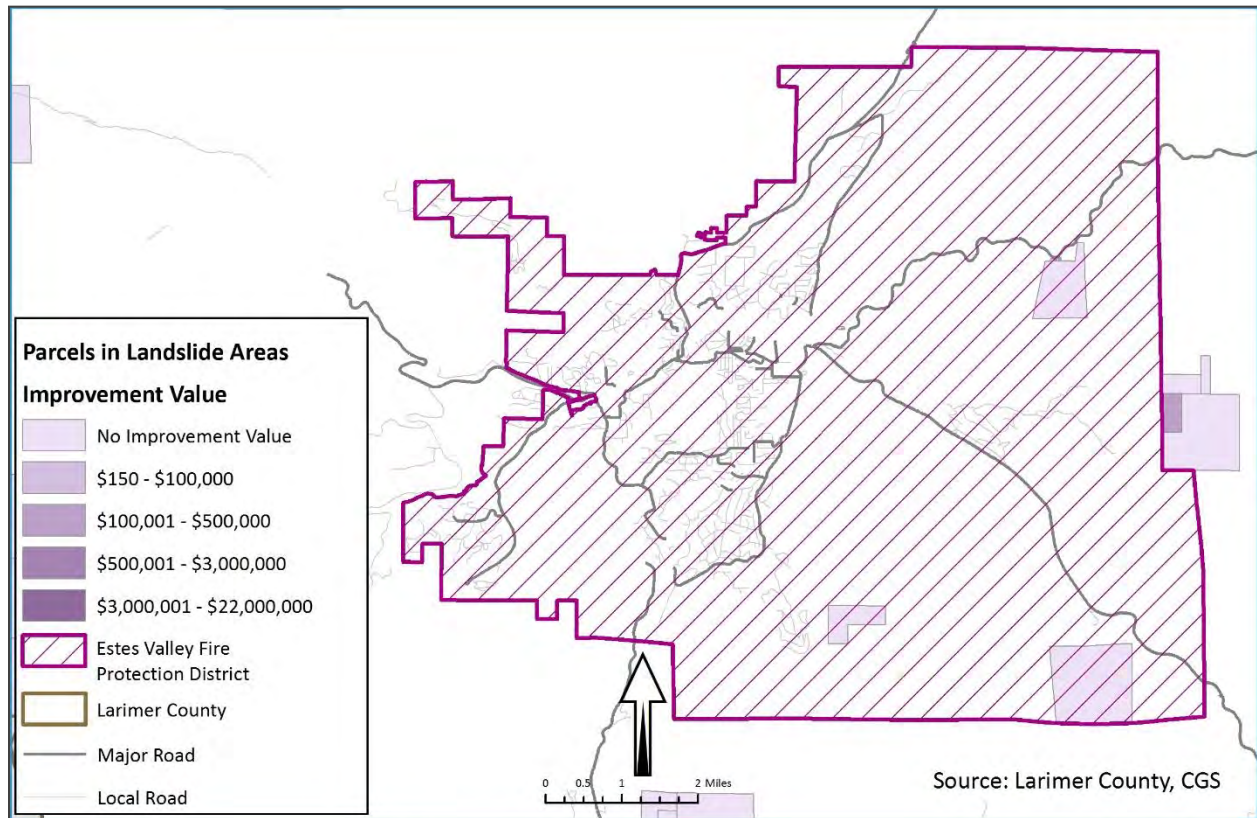 Parcels in Landslide Areas
Improvement Value
No Improvement Value
$150 - $100,000
$100,001 - $500,000
$500,001 - $3,000,000
$3,000,001 - $22,000,000
Estes Valley Fire
Protection District
Larimer County
Major Road
Local Road
0 0.5 1 2 Miles
Source: Larimer County, CGS